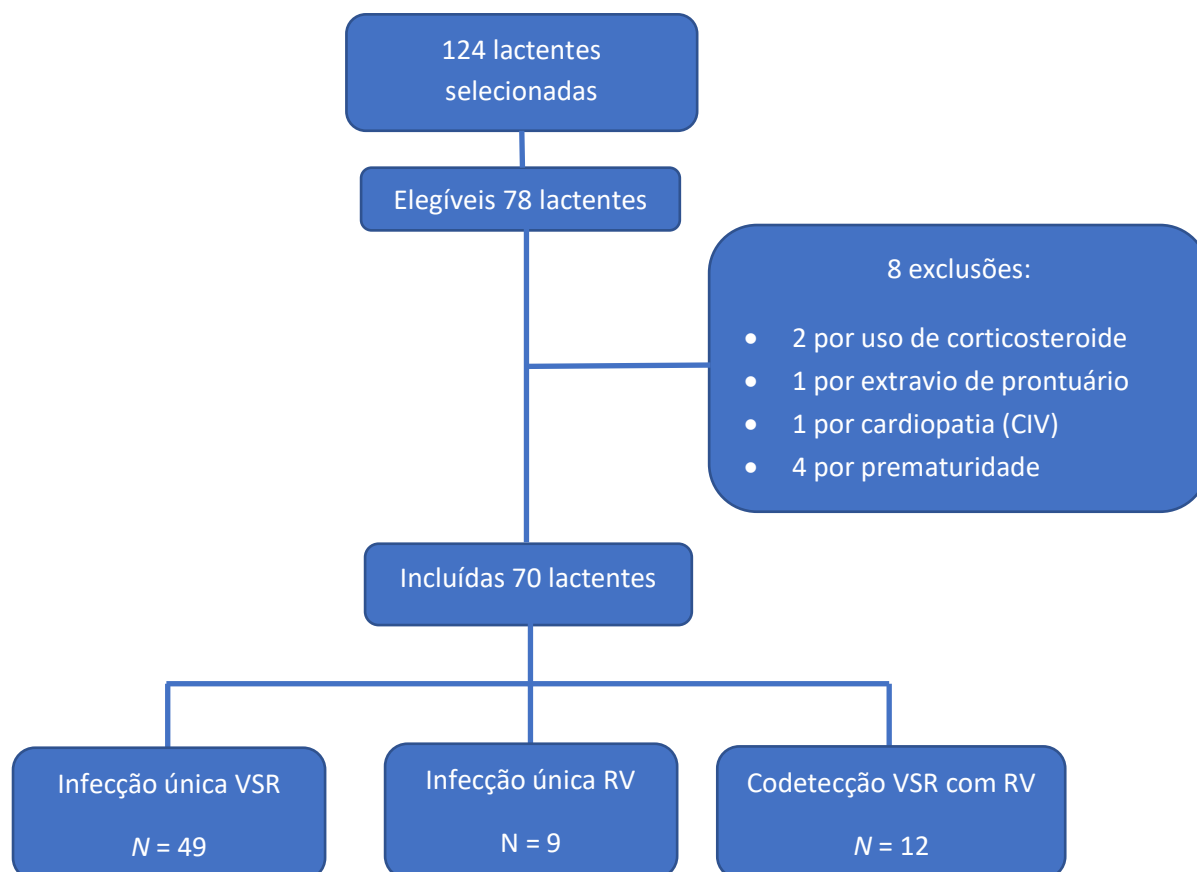 124 lactentes
selecionadas
Elegíveis 78 lactentes
8 exclusões:
• 2 por uso de corticosteroide
• 1 por extravio de prontuário
• 1 por cardiopatia (CIV)
• 4 por prematuridade
Incluídas 70 lactentes
Infecção única VSR
N = 49
Infecção única RV
N = 9
Codetecção VSR com RV
N = 12